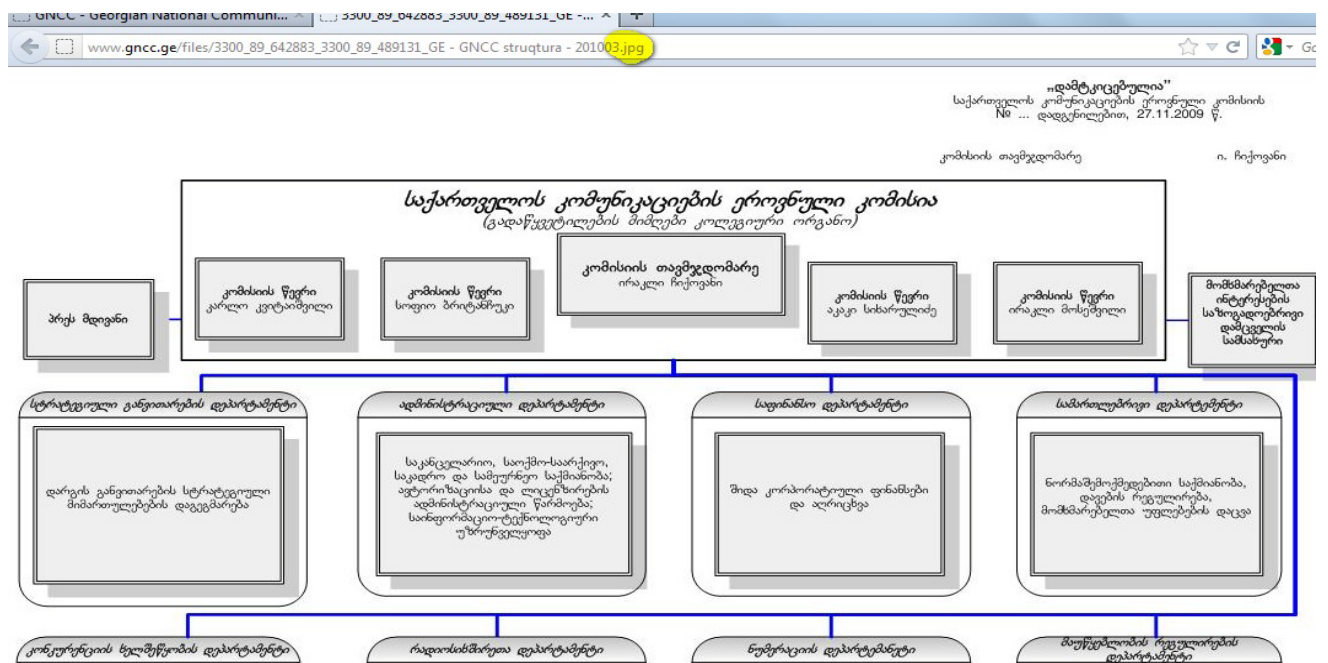 GNCC - Georgian National Communi...
3300_89_642883_3300_89_489131_GE -...
www.gncc.ge/files/3300_89_642883_3300_89_489131_GE - GNCC struqtura - 201003.jpg
„დამტკიცებულია"
საქართველოს კომუნიკაციების ეროვნული კომისიის
№ ... დადგენილებით, 27.11.2009 წ.
კომისიის თავმჯდომარე ი. ჩიქოვანი
საქართველოს კომუნიკაციების ეროვნული კომისია
(გადაწყვეტილების მიმღები კოლეგიური ორგანო)
პრეს მდივანი
კომისიის წევრი
კარლო კვიტაიშვილი
კომისიის წევრი
სოფიო ბრიტანჩუკი
კომისიის თავმჯდომარე
ირაკლი ჩიქოვანი
კომისიის წევრი
აკაკი სიხარულიძე
კომისიის წევრი
ირაკლი მოსეშვილი
მომხმარებელთა
ინტერესების
საზოგადოებრივი
დამცველის
სამსახური
სტრატეგიული განვითარების დეპარტამენტი
დარგის განვითარების სტრატეგიული
მიმართულებების დაგეგმარება
ადმინისტრაციული დეპარტამენტი
საკანცელარიო, საოქმო-საარქივო,
საკადრო და სამეურნეო საქმიანობა;
ავტორიზაციისა და ლიცენზირების
ადმინისტრაციული წარმოება;
საინფორმაციო-ტექნოლოგიური
უზრუნველყოფა
საფინანსო დეპარტამენტი
შიდა კორპორატიული ფინანსები
და აღრიცხვა
სამართლებრივი დეპარტემენტი
ნორმაშემოქმედებითი საქმიანობა,
დავების რეგულირება,
მომხმარებელთა უფლებების დაცვა
კონკურენციის ხელშეწყობის დეპარტამენტი
რადიოსიხშირეთა დეპარტამენტი
ნუმერაციის დეპარტემანეტი
მაუწყებლობის რეგულირების
დეპარტამენტი